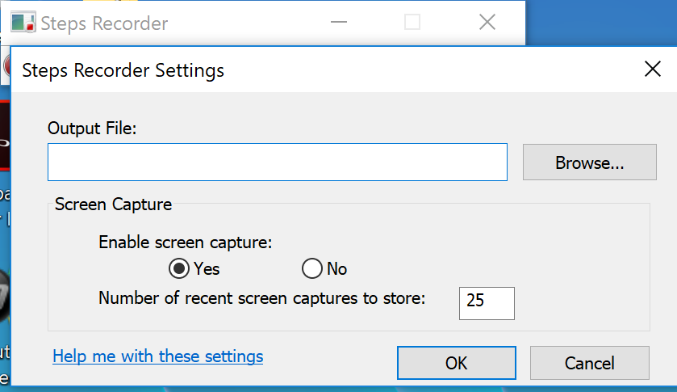 Steps Recorder
Steps Recorder Settings
Output File:
Browse...
Screen Capture
Enable screen capture:
Yes No
Number of recent screen captures to store: 25
Help me with these settings
OK Cancel